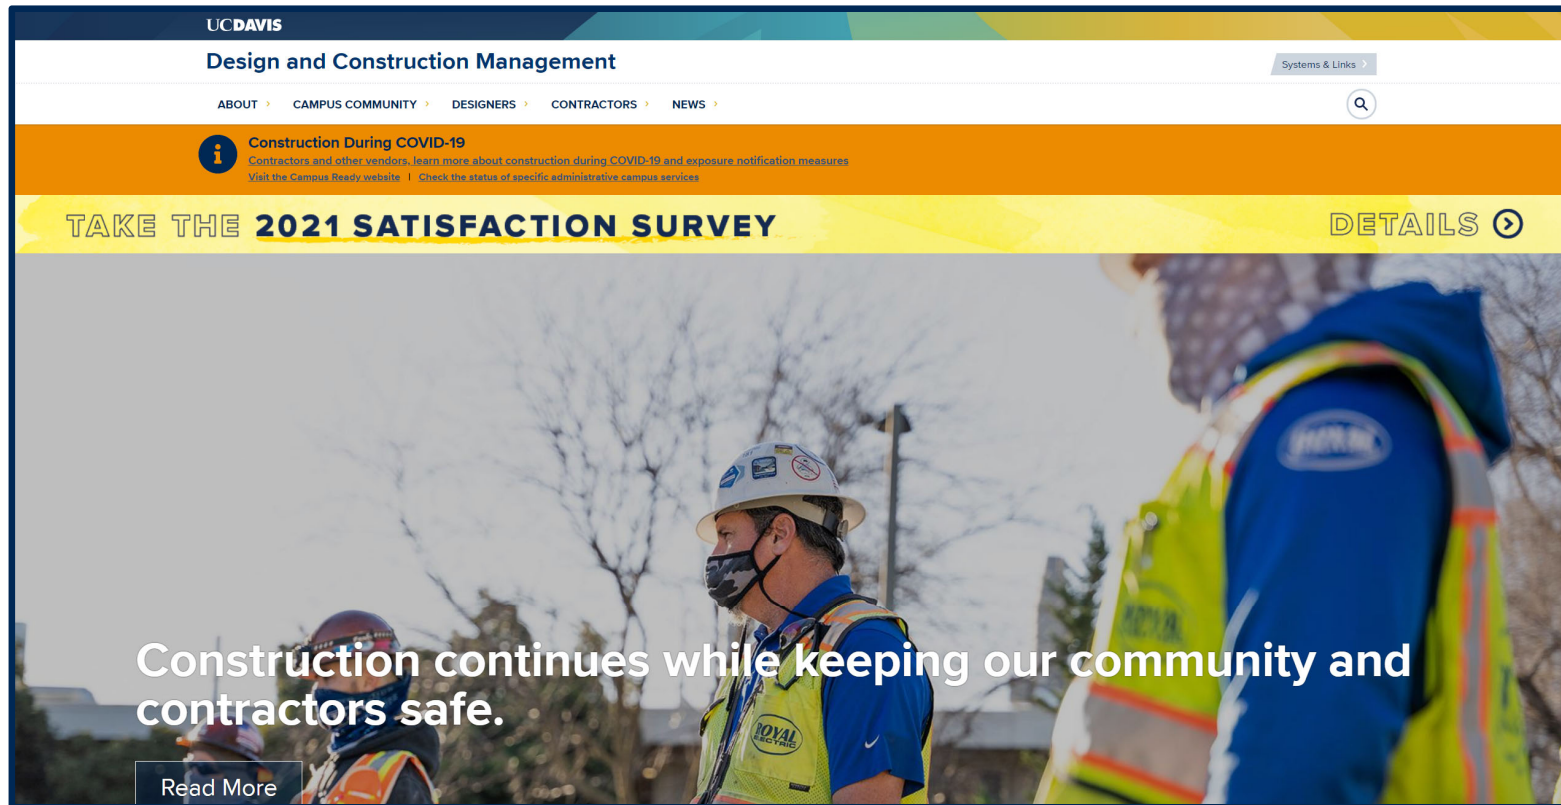 UCDAVIS
Design and Construction Management
Systems & Links
ABOUT CAMPUS COMMUNITY DESIGNERS CONTRACTORS NEWS
Construction During COVID-19
Contractors and other vendors, learn more about construction during COVID-19 and exposure notification measures
Visit the Campus Ready website | Check the status of specific administrative campus services
TAKE THE 2021 SATISFACTION SURVEY DETAILS
ROYAL
ROYAL
Construction continues while keeping our community and
contractors safe.
ROYAL
ELECTRIC
Read More